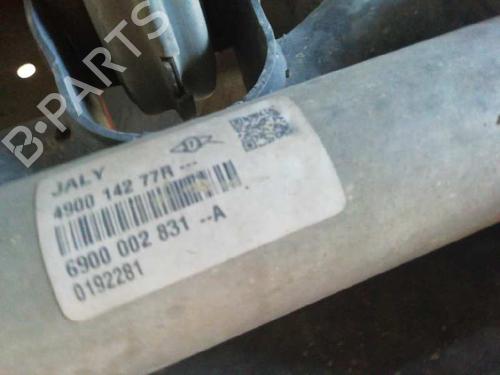 B-PARTS
JALY
4900 142 77R ---
6900 002 831 --A
0192281